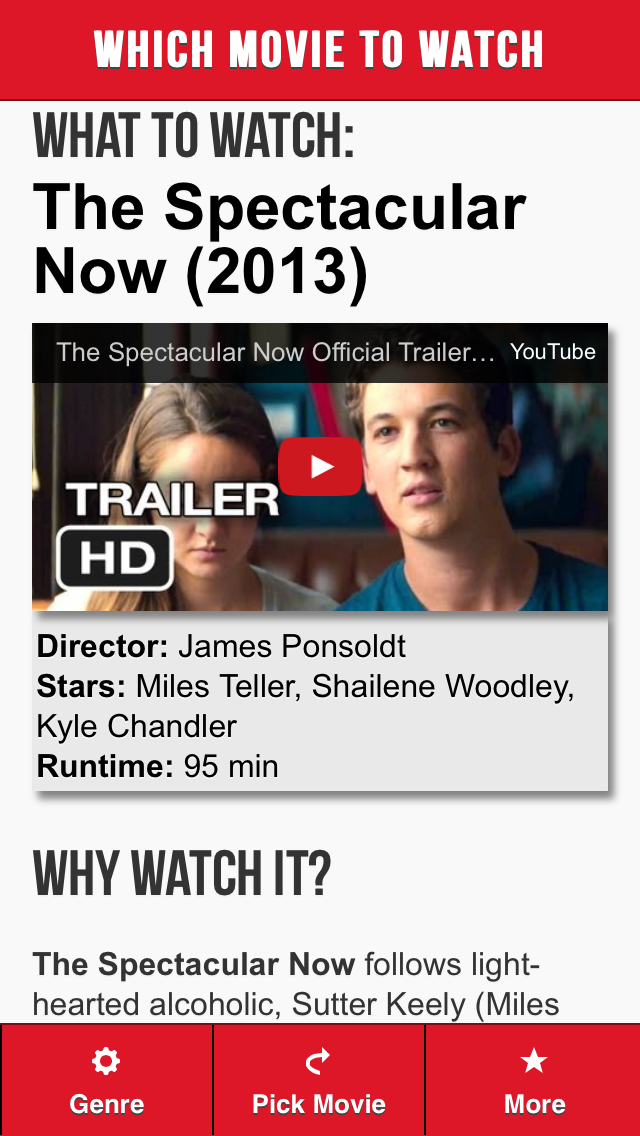 WHICH MOVIE TO WATCH
WHAT TO WATCH:
The Spectacular
Now (2013)
The Spectacular Now Official Trailer… YouTube
TRAILER
HD
Director: James Ponsoldt
Stars: Miles Teller, Shailene Woodley,
Kyle Chandler
Runtime: 95 min
WHY WATCH IT?
The Spectacular Now follows light-
hearted alcoholic, Sutter Keely (Miles
Genre Pick Movie More